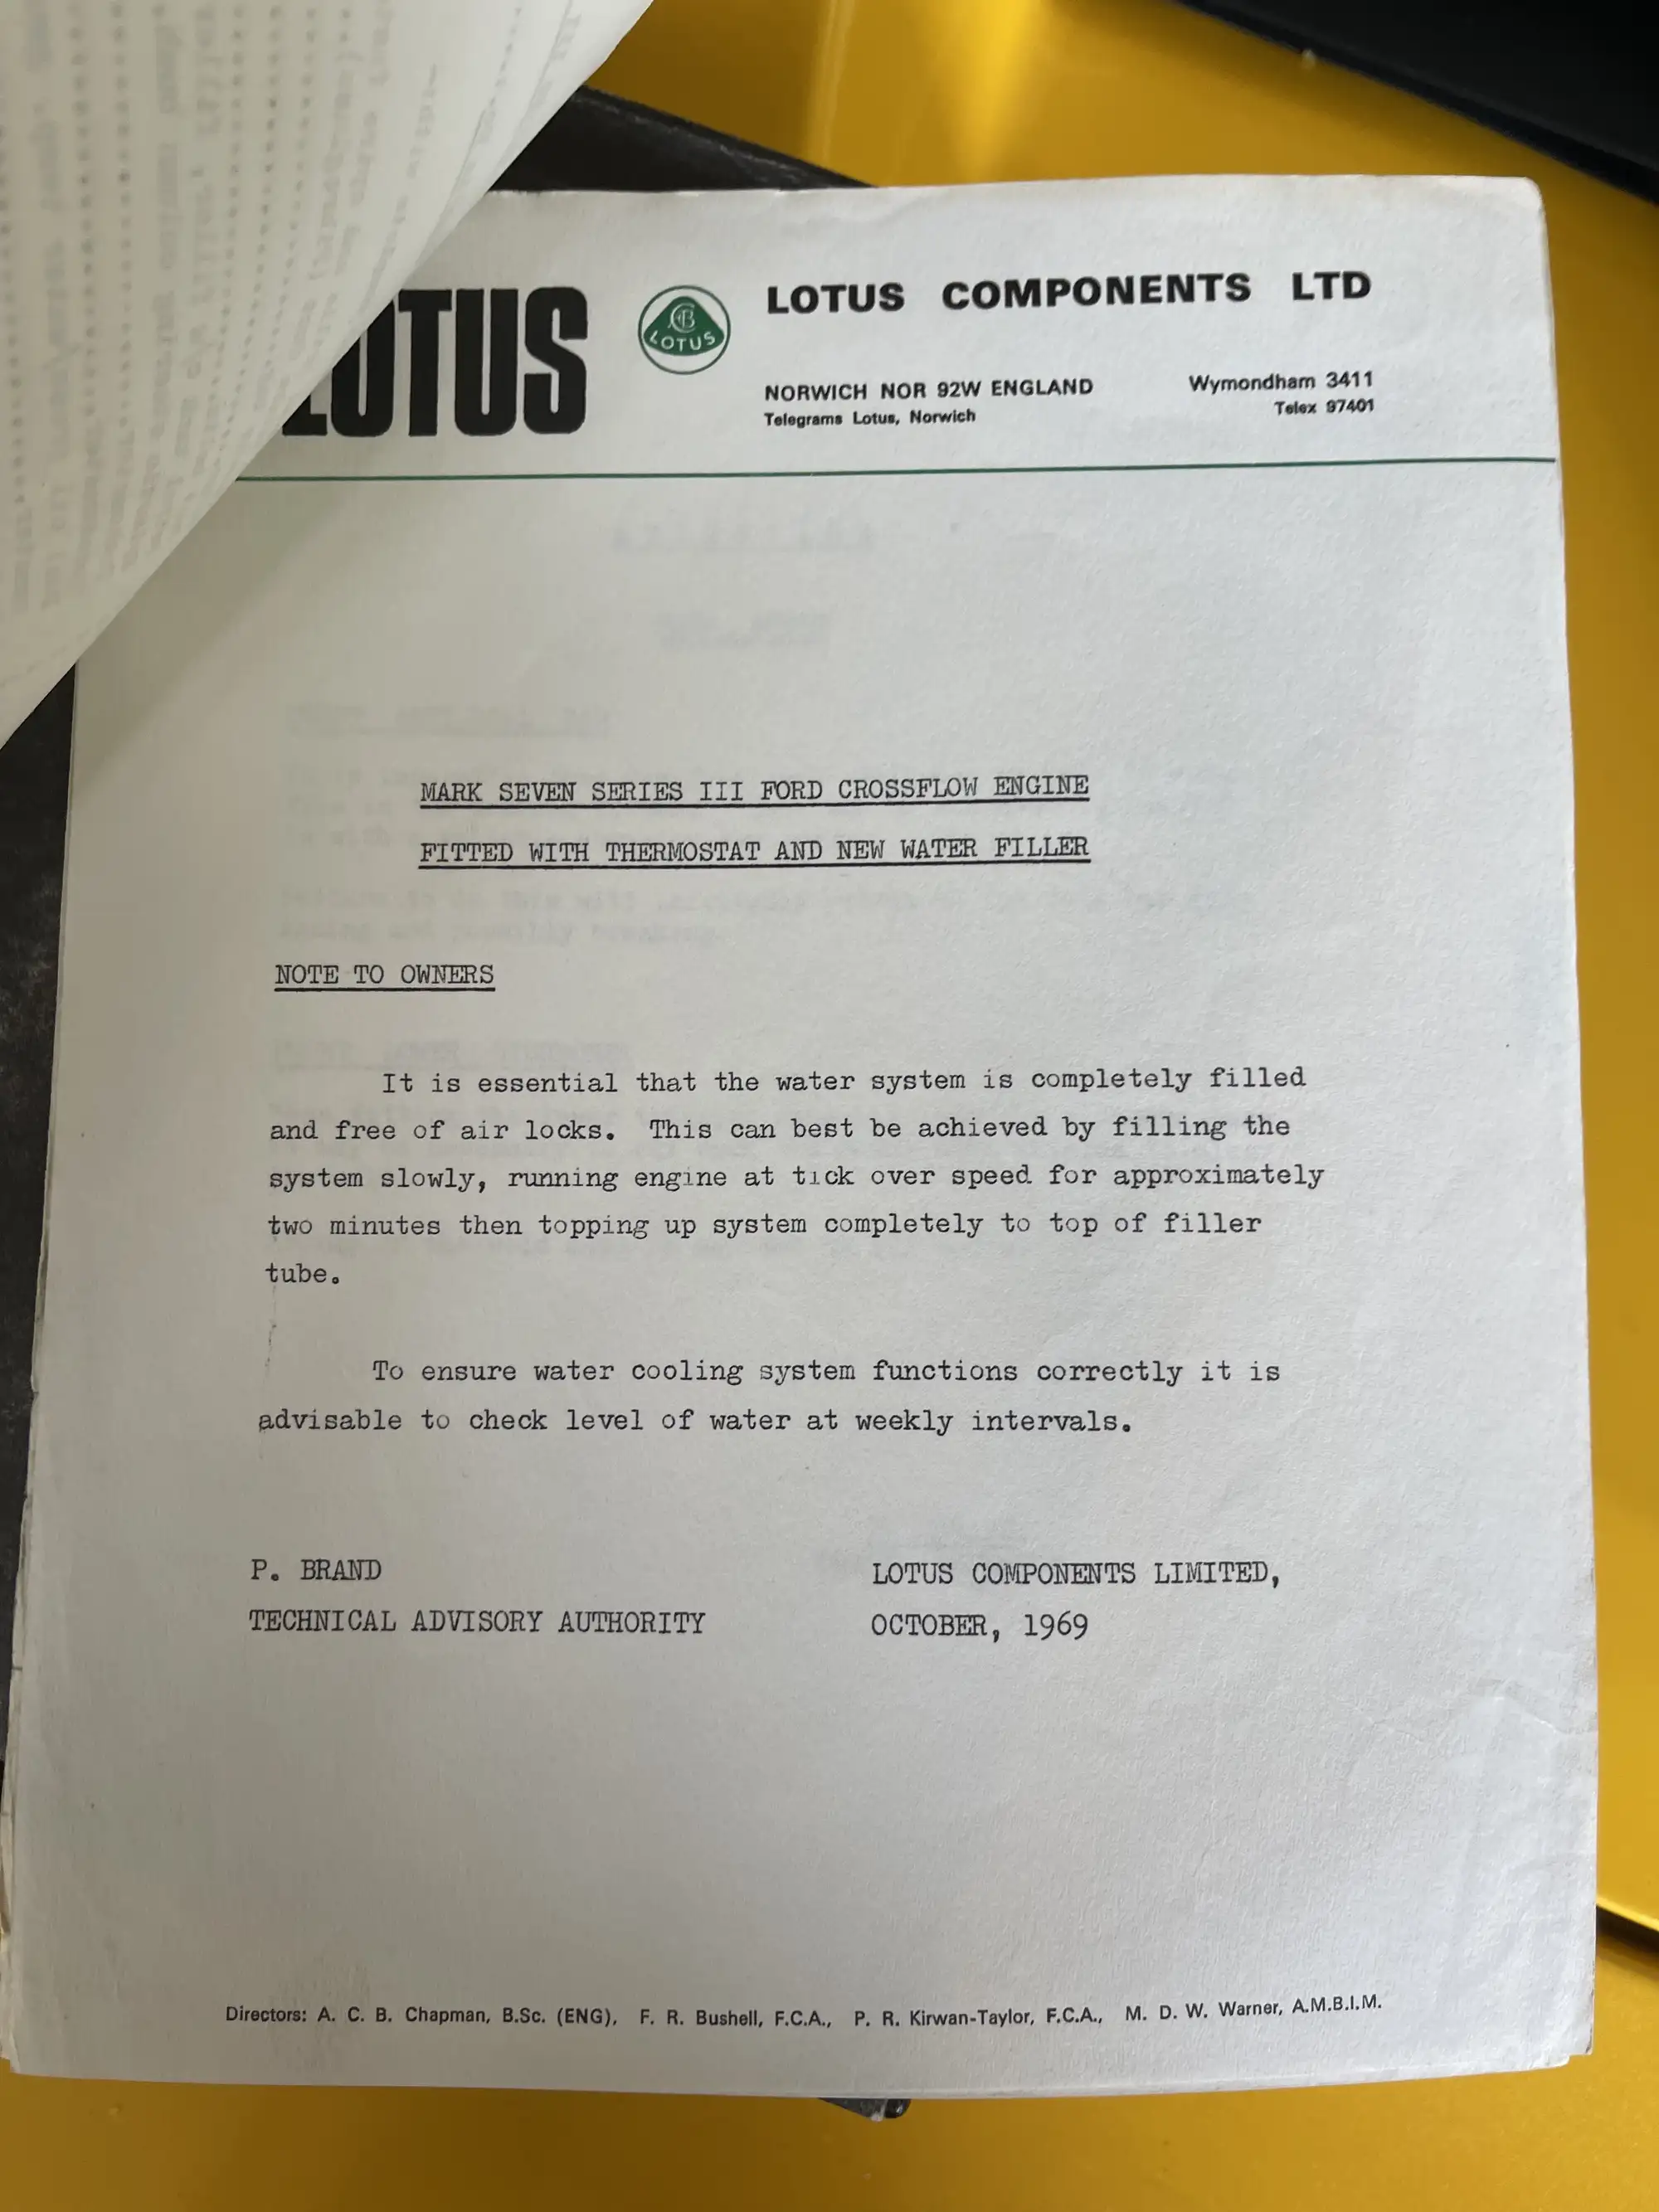 LOTUS
LOTUS
LOTUS COMPONENTS LTD
NORWICH NOR 92W ENGLAND
Wymondham 3411
Telegrams Lotus, Norwich
Telex 97401
MARK SEVEN SERIES III FORD CROSSFLOW ENGINE
FITTED WITH THERMOSTAT AND NEW WATER FILLER
NOTE TO OWNERS
It is essential that the water system is completely filled
and free of air locks. This can best be achieved by filling the
system slowly, running engine at tick over speed for approximately
two minutes then topping up system completely to top of filler
tube.
To ensure water cooling system functions correctly it is
advisable to check level of water at weekly intervals.
P. BRAND
TECHNICAL ADVISORY AUTHORITY
LOTUS COMPONENTS LIMITED,
OCTOBER, 1969
Directors: A. C. B. Chapman, B.Sc. (ENG), F. R. Bushell, F.C.A., P. R. Kirwan-Taylor, F.C.A., M. D. W. Warner, A.M.B.I.M.